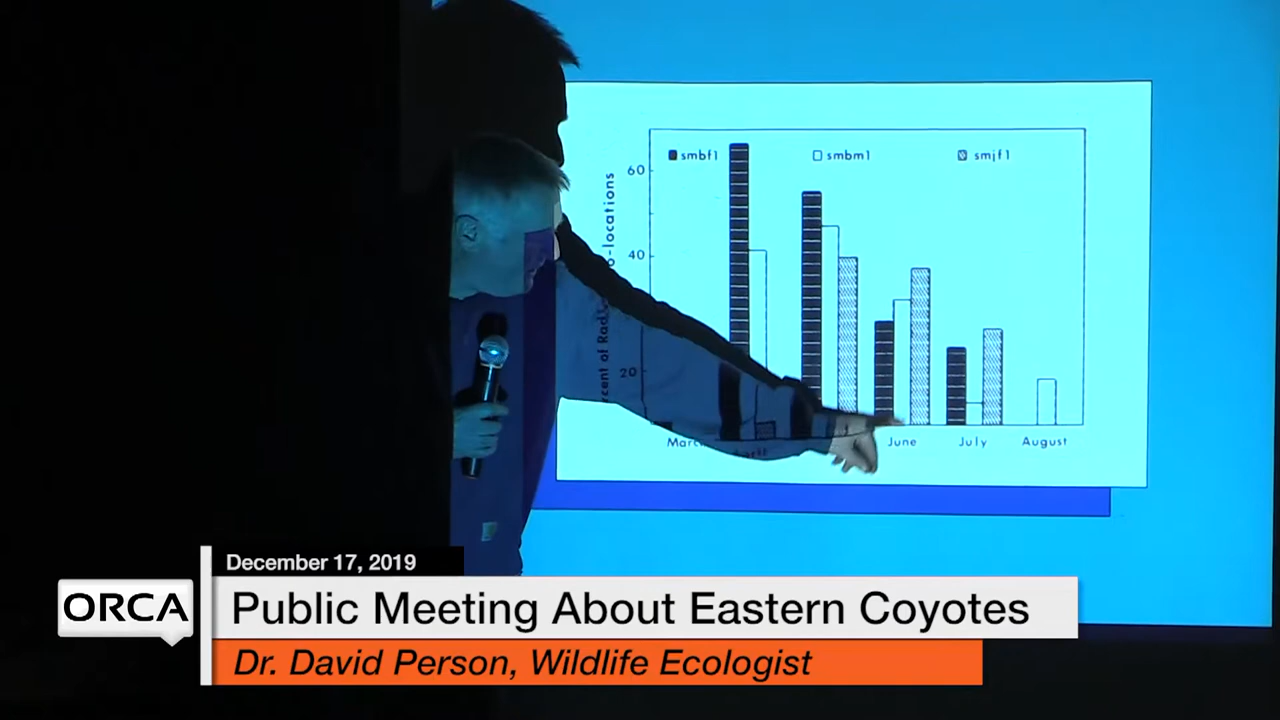 smbf1
smbm1
smjf1
60
40
20
June
July
August
December 17, 2019
ORCA
Public Meeting About Eastern Coyotes
Dr. David Person, Wildlife Ecologist